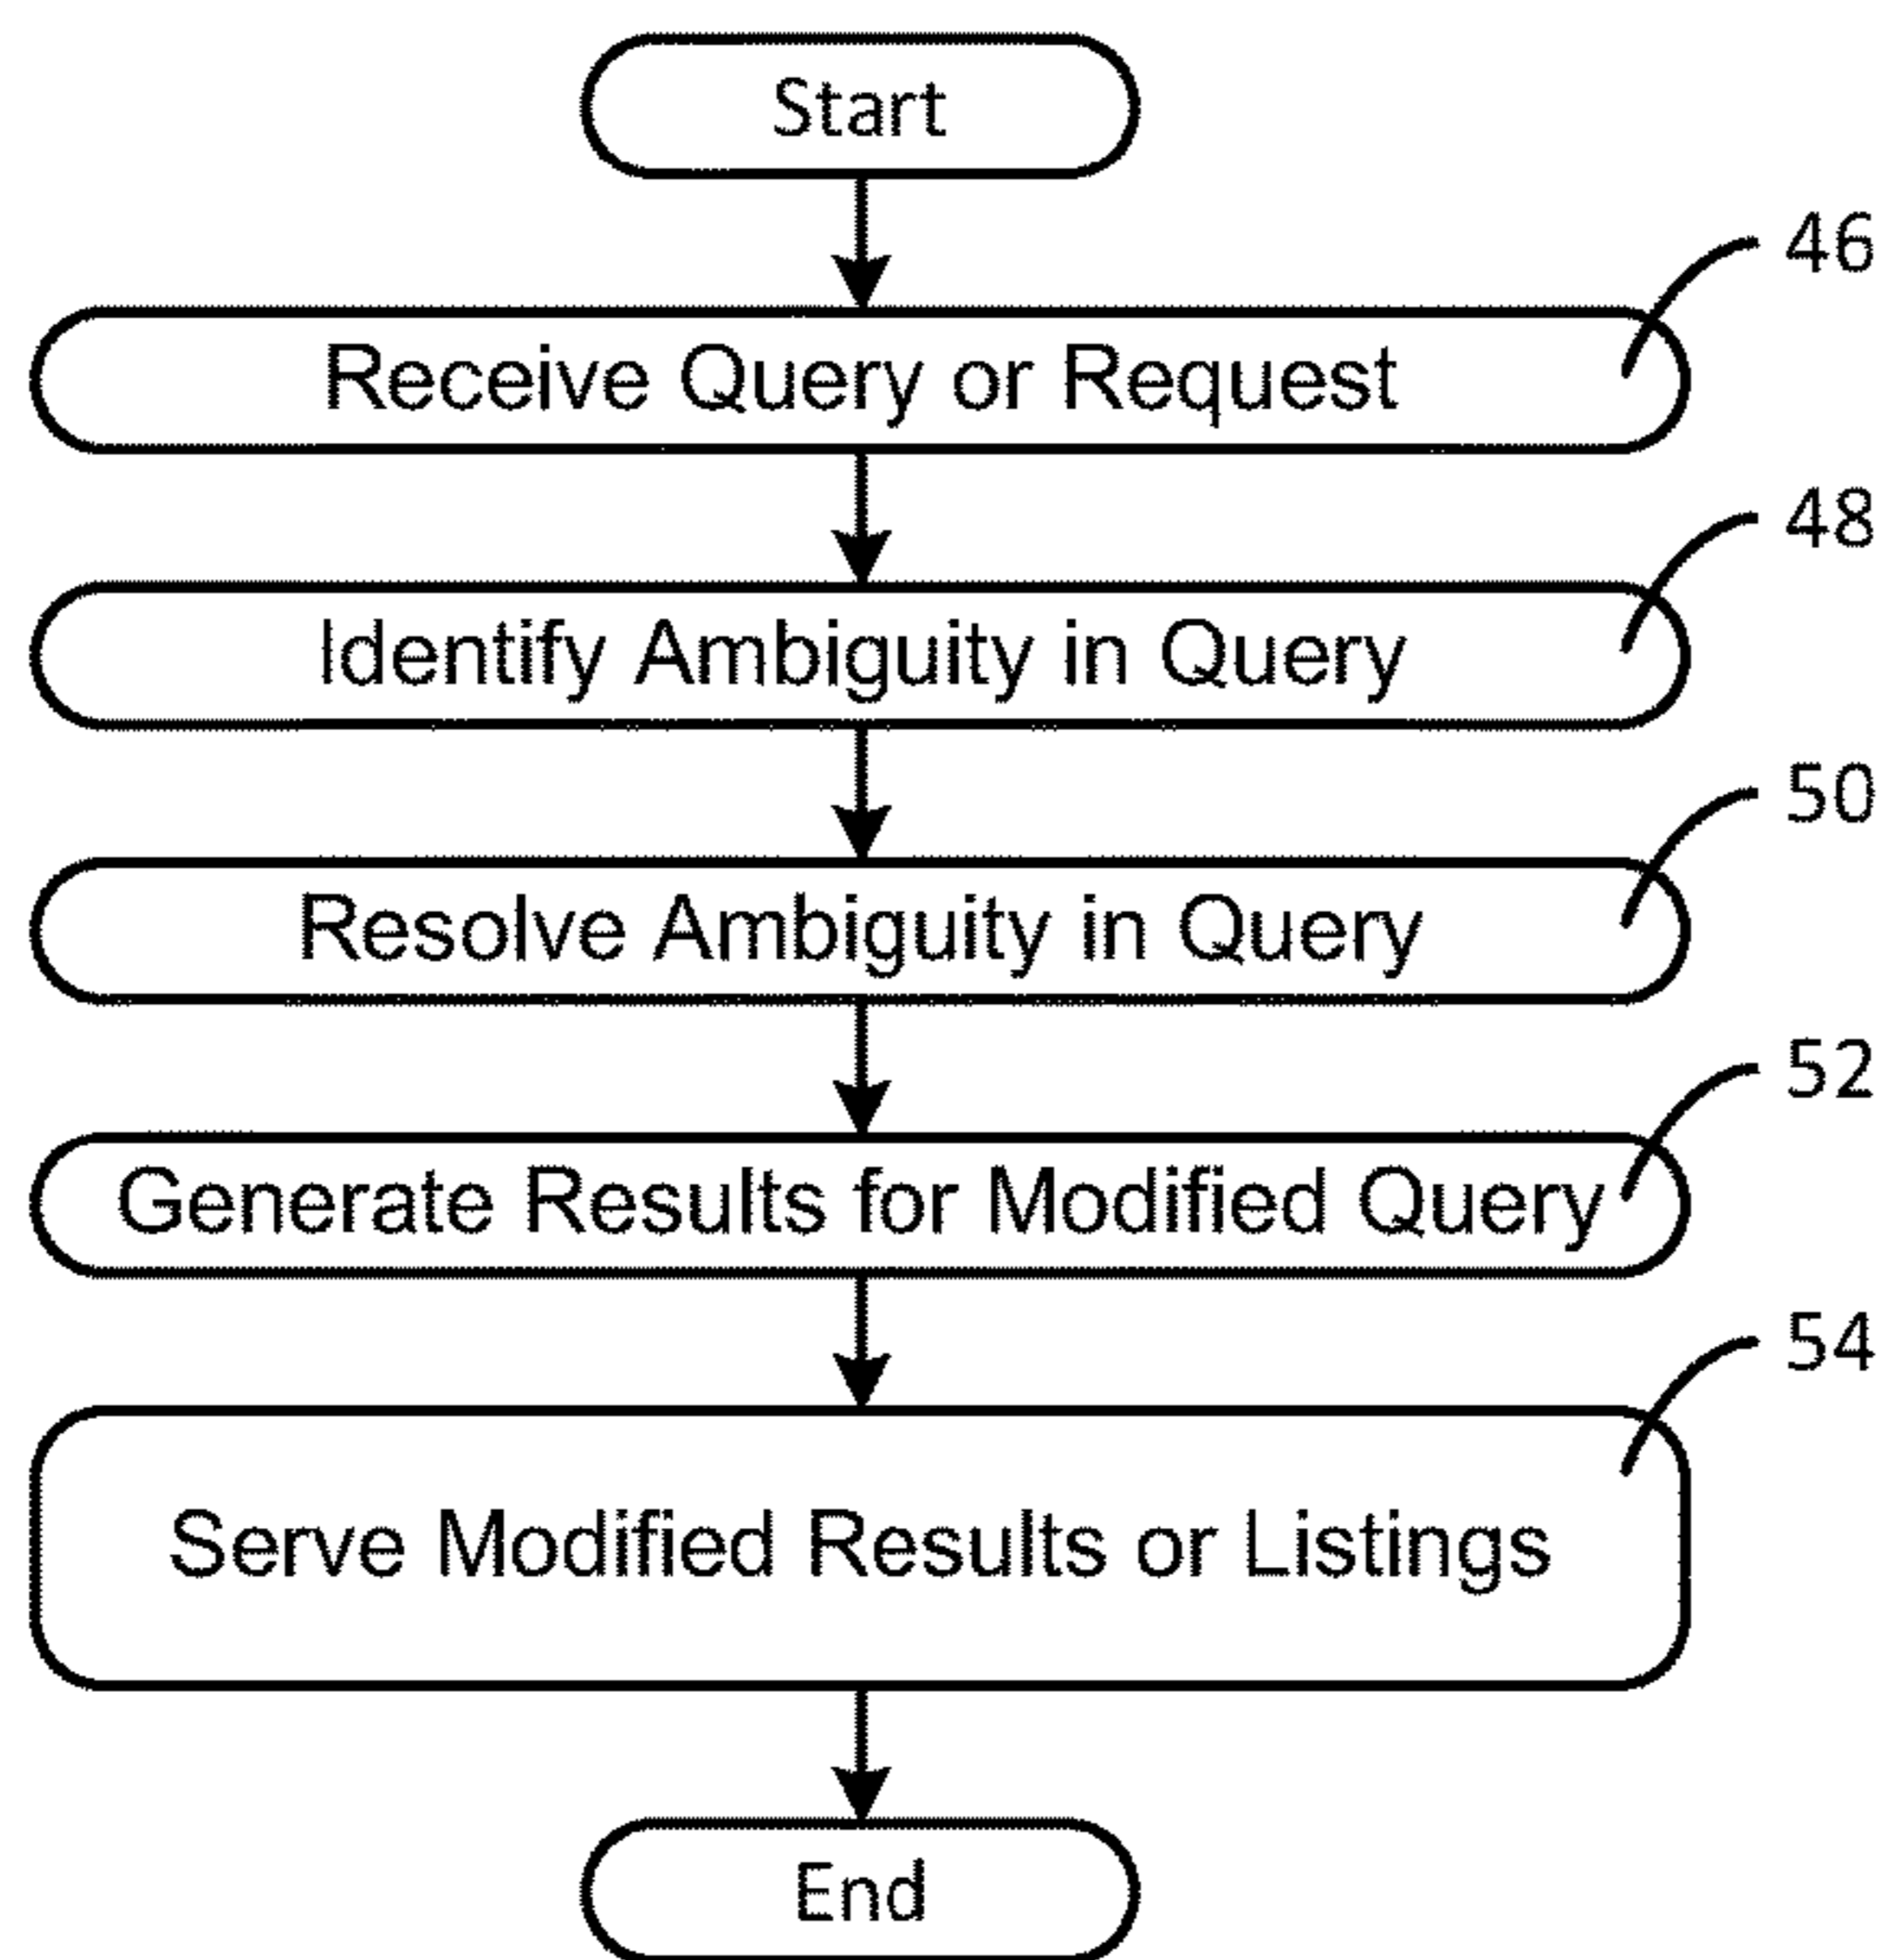 Start
46
Receive Query or Request
48
Identify Ambiguity in Query
50
Resolve Ambiguity in Query
52
Generate Results for Modified Query
54
Serve Modified Results or Listings
End